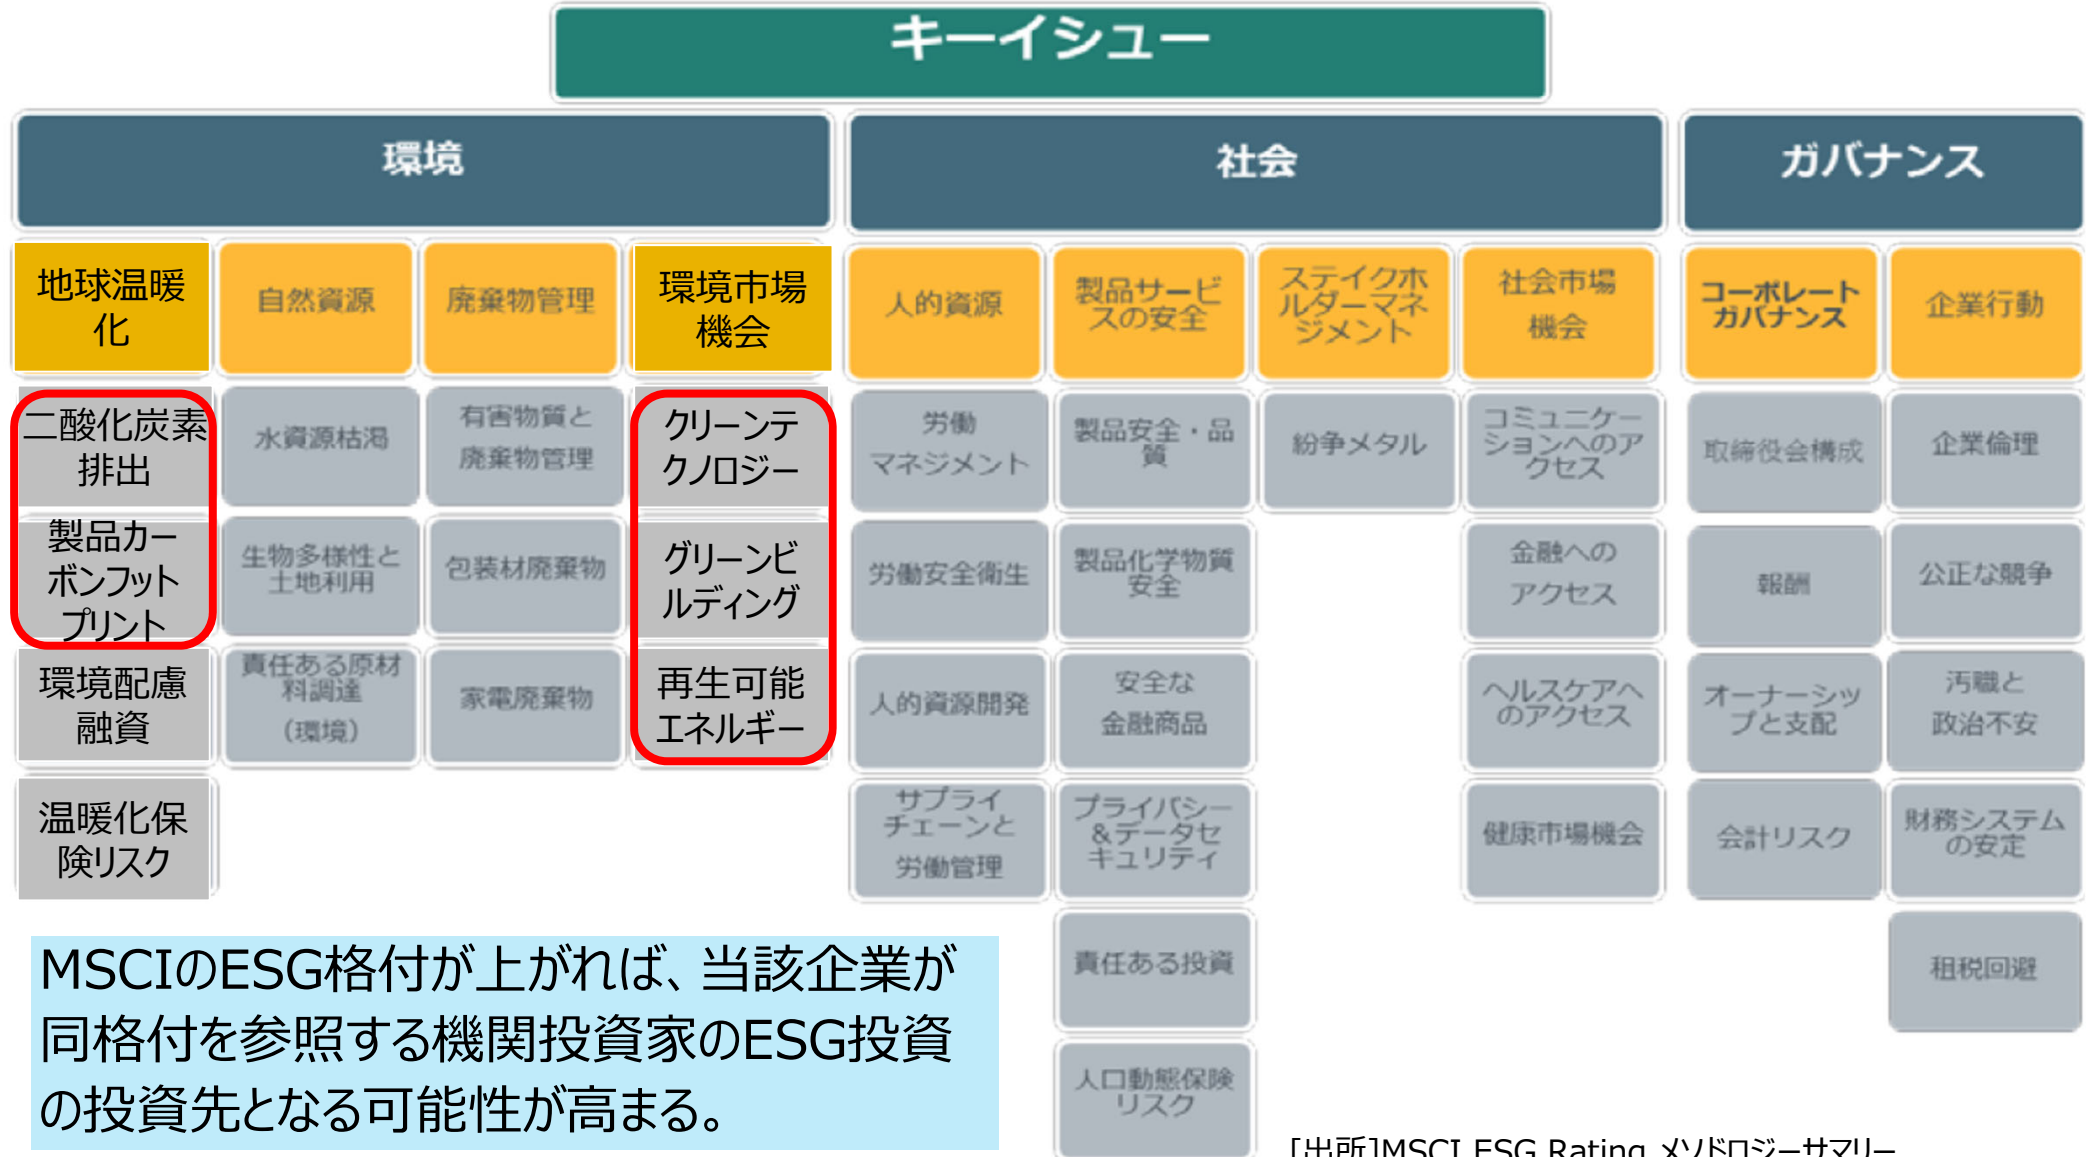 キーイシュー
環境
社会
ガバナンス
地球温暖
化
自然資源
廃棄物管理
環境市場
機会
人的資源
製品サービ
スの安全
ステイクホ
ルダーマネ
ジメント
社会市場
機会
コーポレート
ガバナンス
企業行動
二酸化炭素
排出
水資源枯渇
有害物質と
廃棄物管理
クリーンテ
クノロジー
労働
マネジメント
製品安全・品
質
紛争メタル
コミュニケー
ションへのア
クセス
取締役会構成
企業倫理
製品カー
ボンフット
プリント
生物多様性と
土地利用
包装材廃棄物
グリーンビ
ルディング
労働安全衛生
製品化学物質
安全
金融への
アクセス
報酬
公正な競争
環境配慮
融資
責任ある原材
料調達
（環境）
家電廃棄物
再生可能
エネルギー
人的資源開発
安全な
金融商品
ヘルスケアへ
のアクセス
オーナーシッ
プと支配
汚職と
政治不安
温暖化保
険リスク
サプライ
チェーンと
労働管理
プライバシー
&データセ
キュリティ
健康市場機会
会計リスク
財務システム
の安定
責任ある投資
租税回避
人口動態保険
リスク
MSCIのESG格付が上がれば、当該企業が
同格付を参照する機関投資家のESG投資
の投資先となる可能性が高まる。
[出所]MSCI ESG Rating メソドロジーサマリー